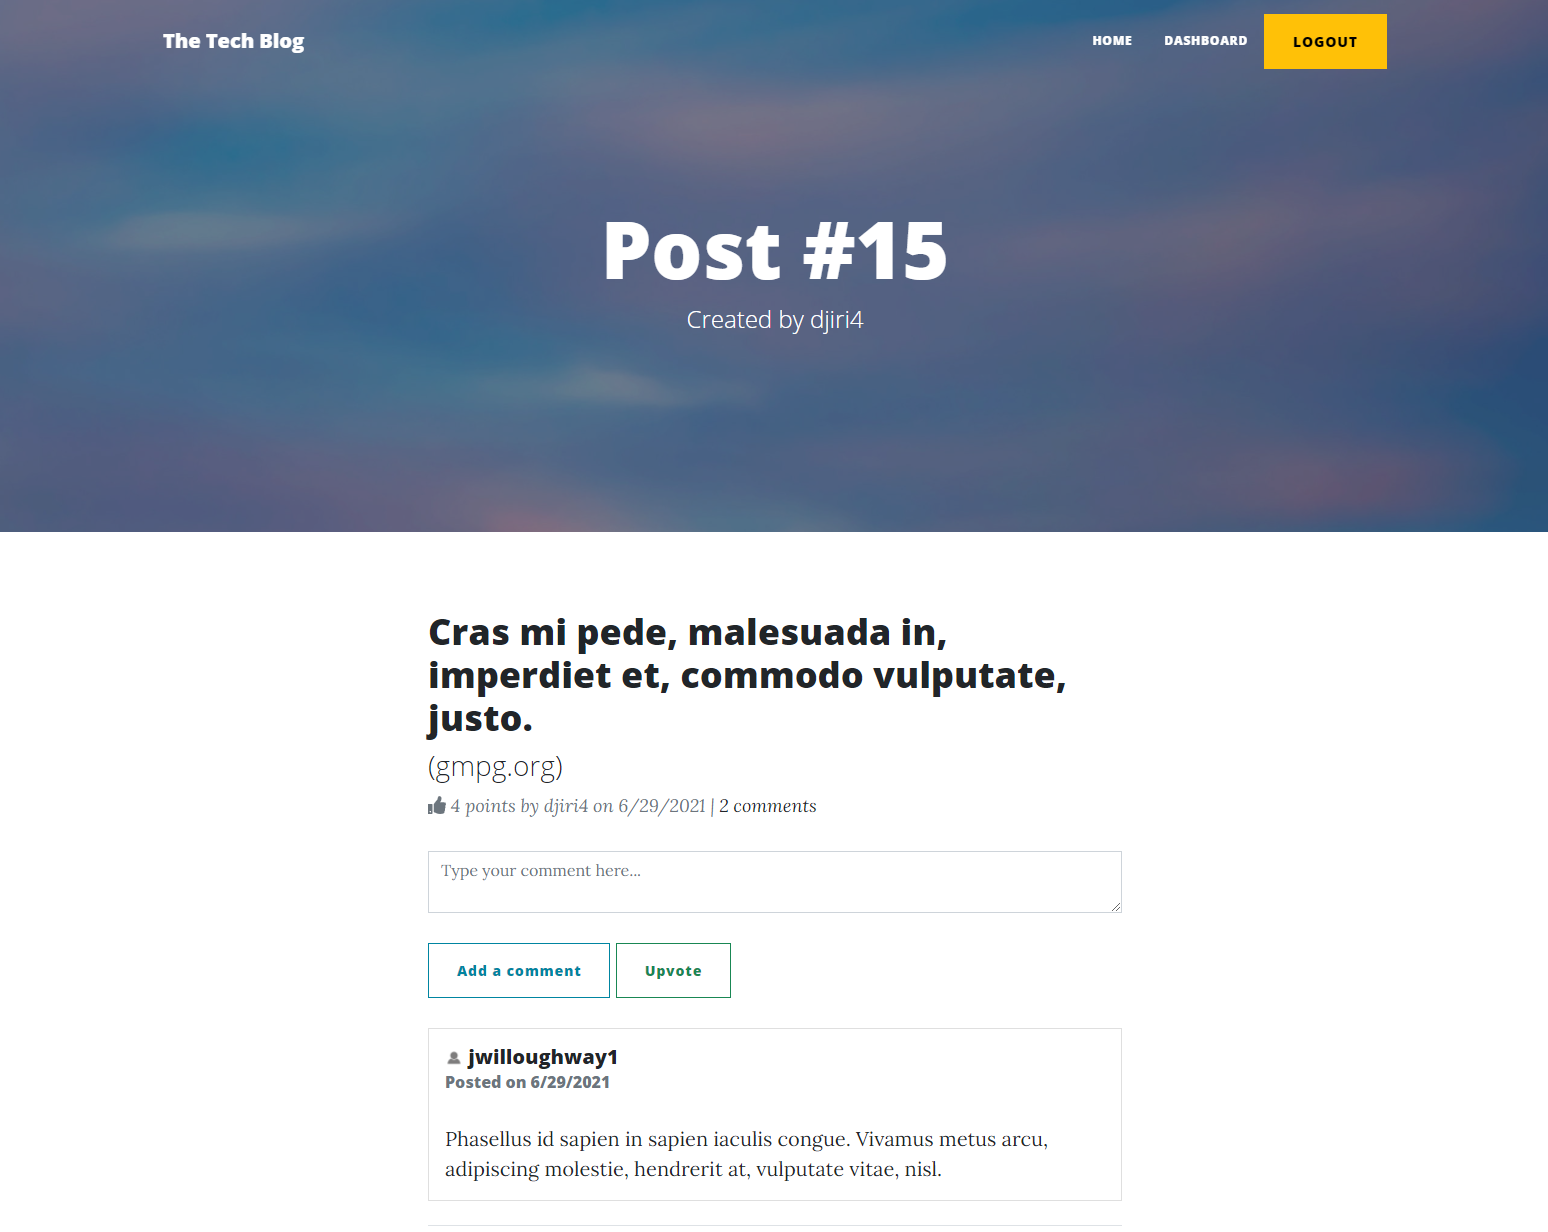 The Tech Blog
HOME
DASHBOARD
LOGOUT
Post #15
Created by djiri4
Cras mi pede, malesuada in,
imperdiet et, commodo vulputate,
justo.
(gmpg.org)
4 points by djiri4 on 6/29/2021 | 2 comments
Type your comment here...
Add a comment
Upvote
jwilloughway1
Posted on 6/29/2021
Phasellus id sapien in sapien iaculis congue. Vivamus metus arcu,
adipiscing molestie, hendrerit at, vulputate vitae, nisl.